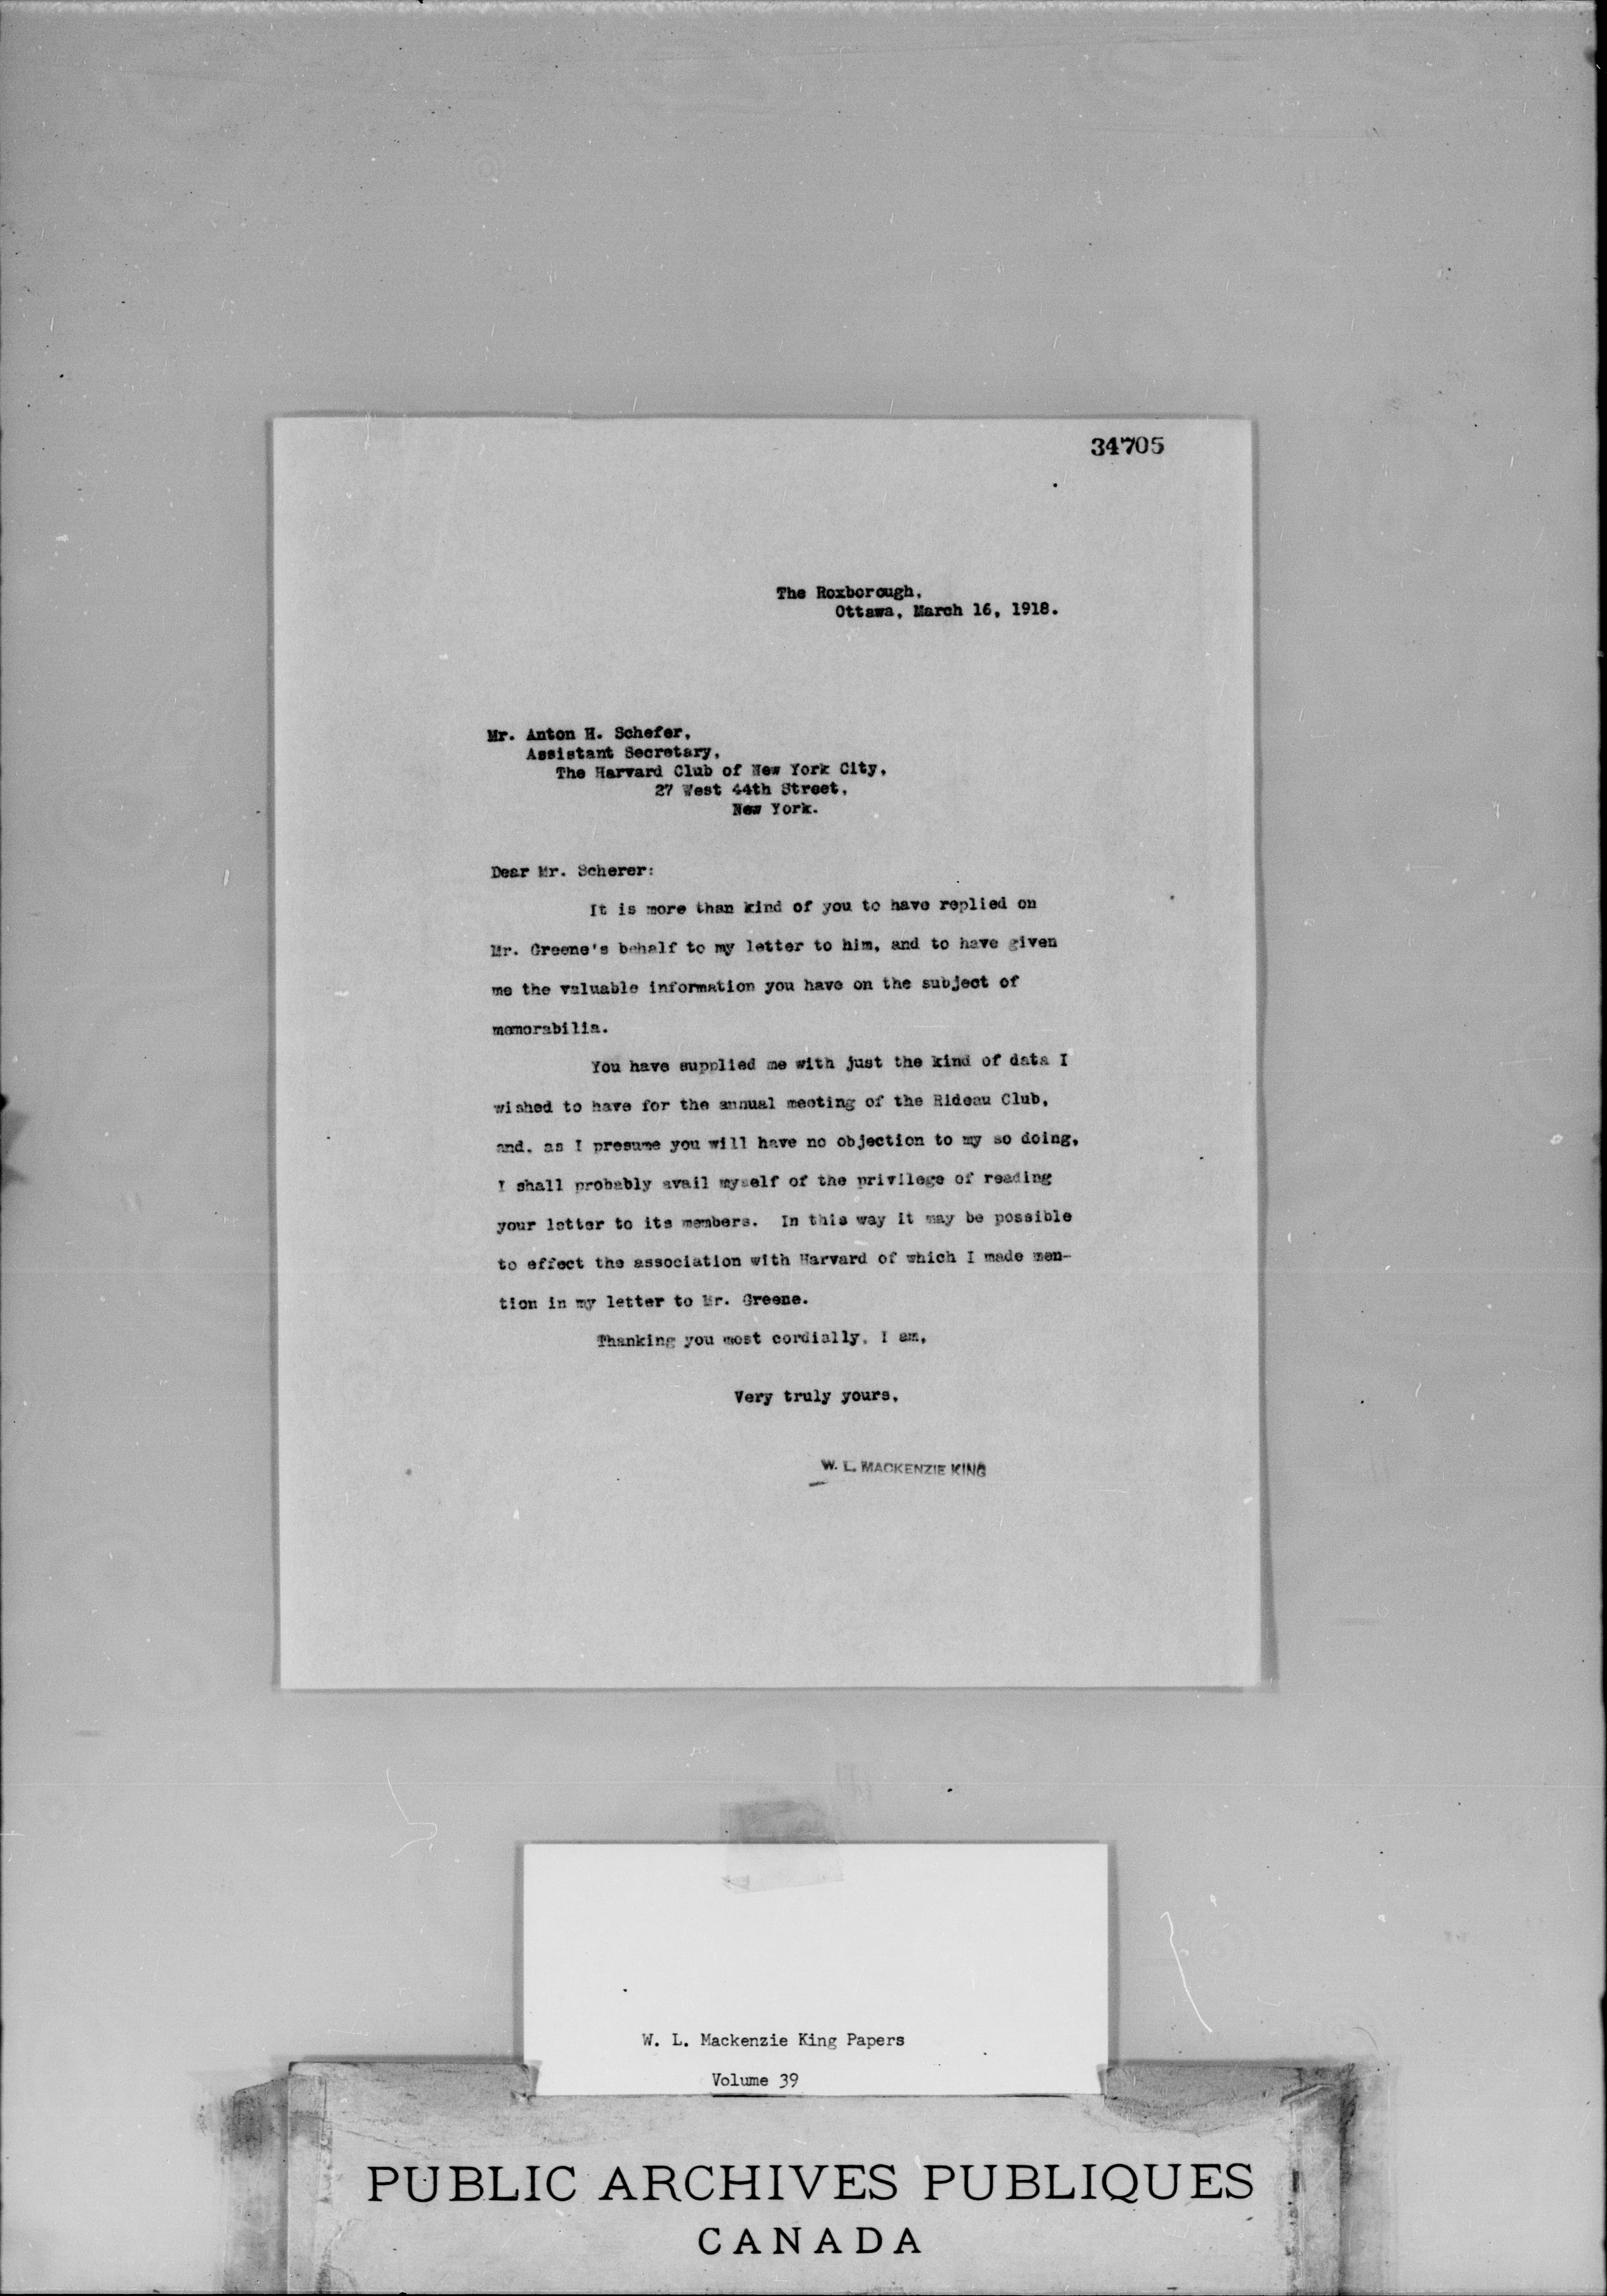 34705
The Roxborough,
Ottawa, March 16, 1918.
Mr. Anton H. Schefer,
Assistant Secretary,
The Harvard Club of New York City,
27 West 44th Street,
New York.
Dear Mr. Scherer:
It is more than kind of you to have replied on
Mr. Greene's behalf to my letter to him, and to have given
me the valuable information you have on the subject of
memorabilia.
You have supplied me with just the kind of data I
wished to have for the annual meeting of the Rideau Club,
and, as I presume you will have no objection to my so doing,
I shall probably avail myself of the privilege of reading
your letter to its members. In this way it may be possible
to effect the association with Harvard of which I made men-
tion in my letter to Mr. Greene.
Thanking you most cordially, I am,
Very truly yours,
W. L. MACKENZIE KING
W. L. Mackenzie King Papers
Volume 39
PUBLIC ARCHIVES PUBLIQUES
CANADA